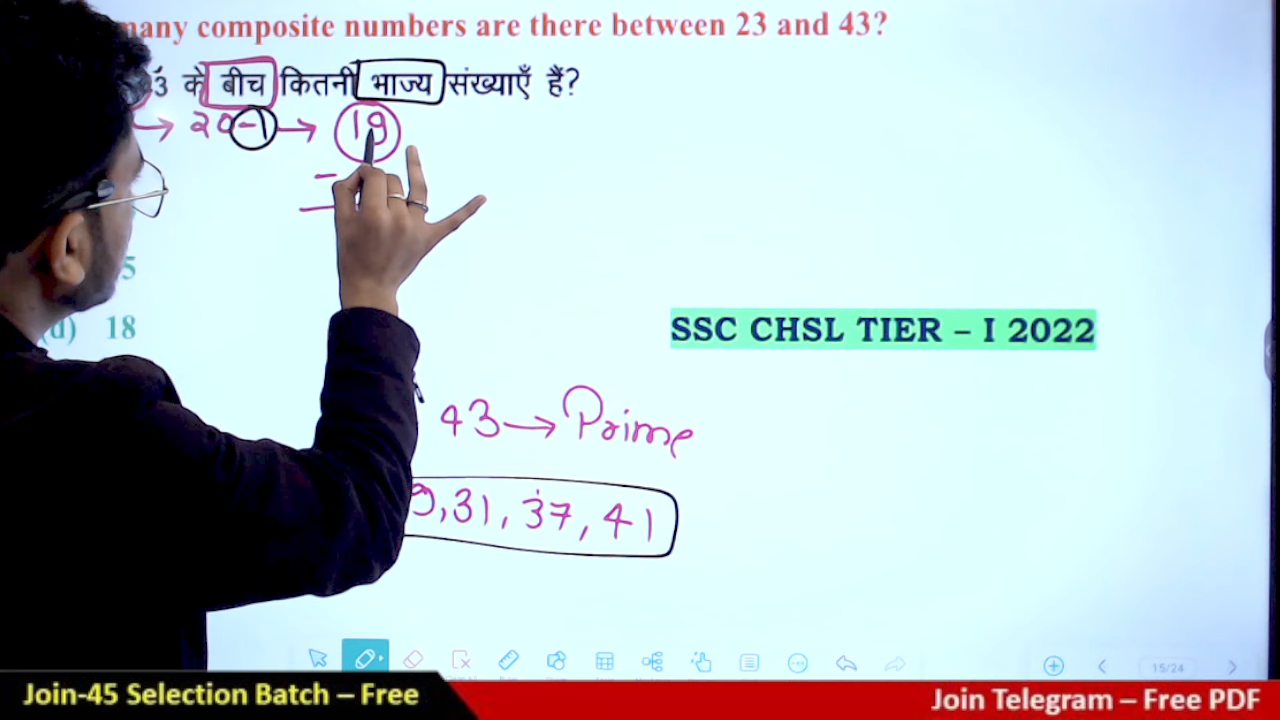 many composite numbers are there between 23 and 43?
3 के बीच कितनी भाज्य संख्याएँ हैं?
→ 20-1 → 19
-
5
(d) 18
SSC CHSL TIER – I 2022
43 → Prime
9, 31, 37, 41
15/24
Join-45 Selection Batch – Free
Join Telegram – Free PDF